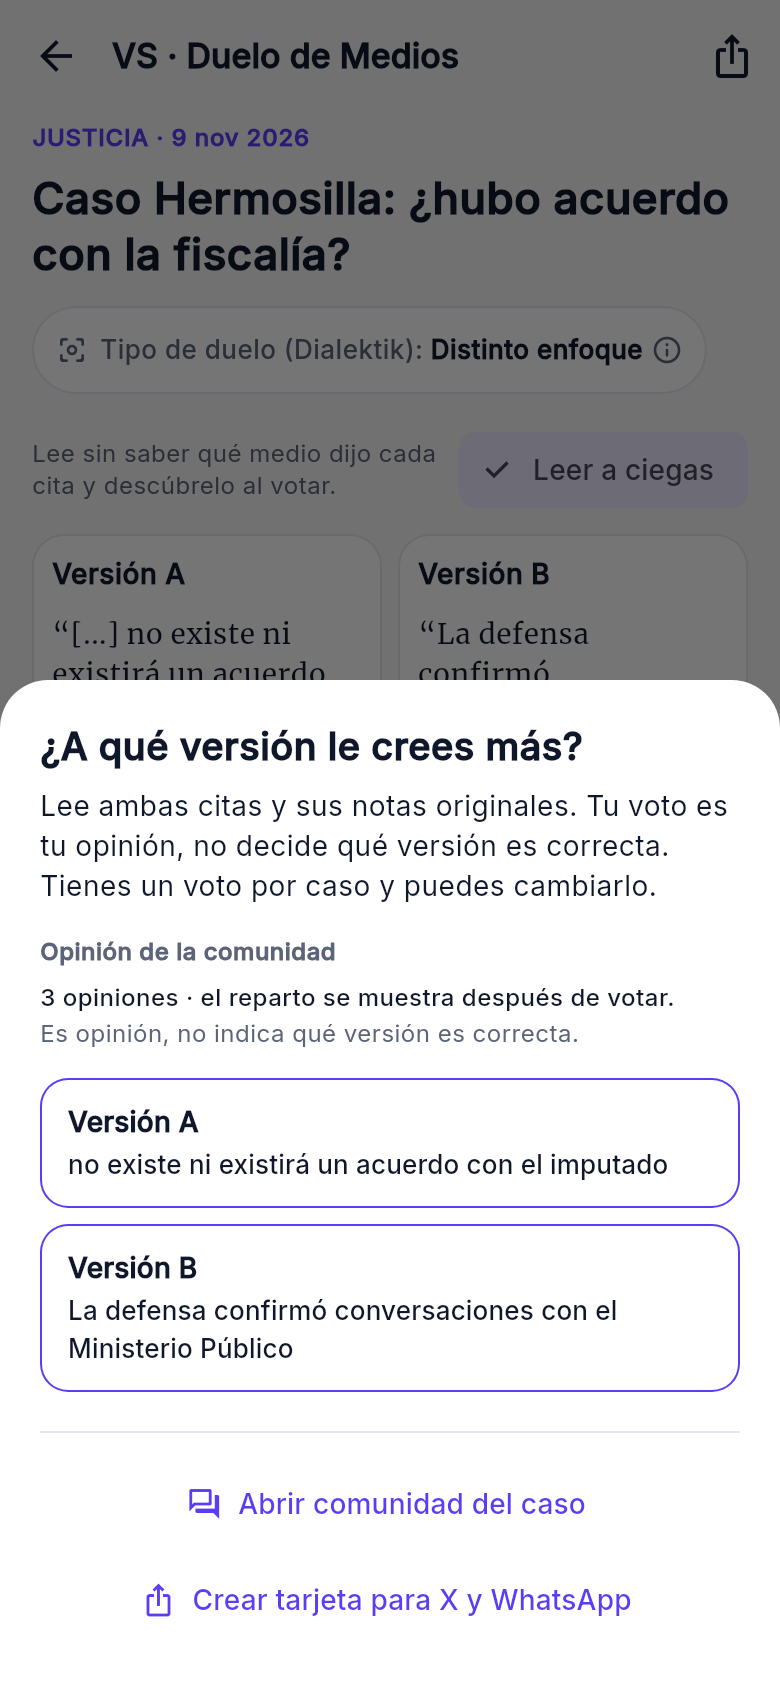 VS · Duelo de Medios
JUSTICIA · 9 nov 2026
Caso Hermosilla: ¿hubo acuerdo
con la fiscalía?
Tipo de duelo (Dialektik): Distinto enfoque
Lee sin saber qué medio dijo cada
cita y descúbrelo al votar.
Leer a ciegas
Versión A
“[…] no existe ni
existirá un acuerdo
Versión B
“La defensa
confirmó
¿A qué versión le crees más?
Lee ambas citas y sus notas originales. Tu voto es
tu opinión, no decide qué versión es correcta.
Tienes un voto por caso y puedes cambiarlo.
Opinión de la comunidad
3 opiniones · el reparto se muestra después de votar.
Es opinión, no indica qué versión es correcta.
Versión A
no existe ni existirá un acuerdo con el imputado
Versión B
La defensa confirmó conversaciones con el
Ministerio Público
Abrir comunidad del caso
Crear tarjeta para X y WhatsApp